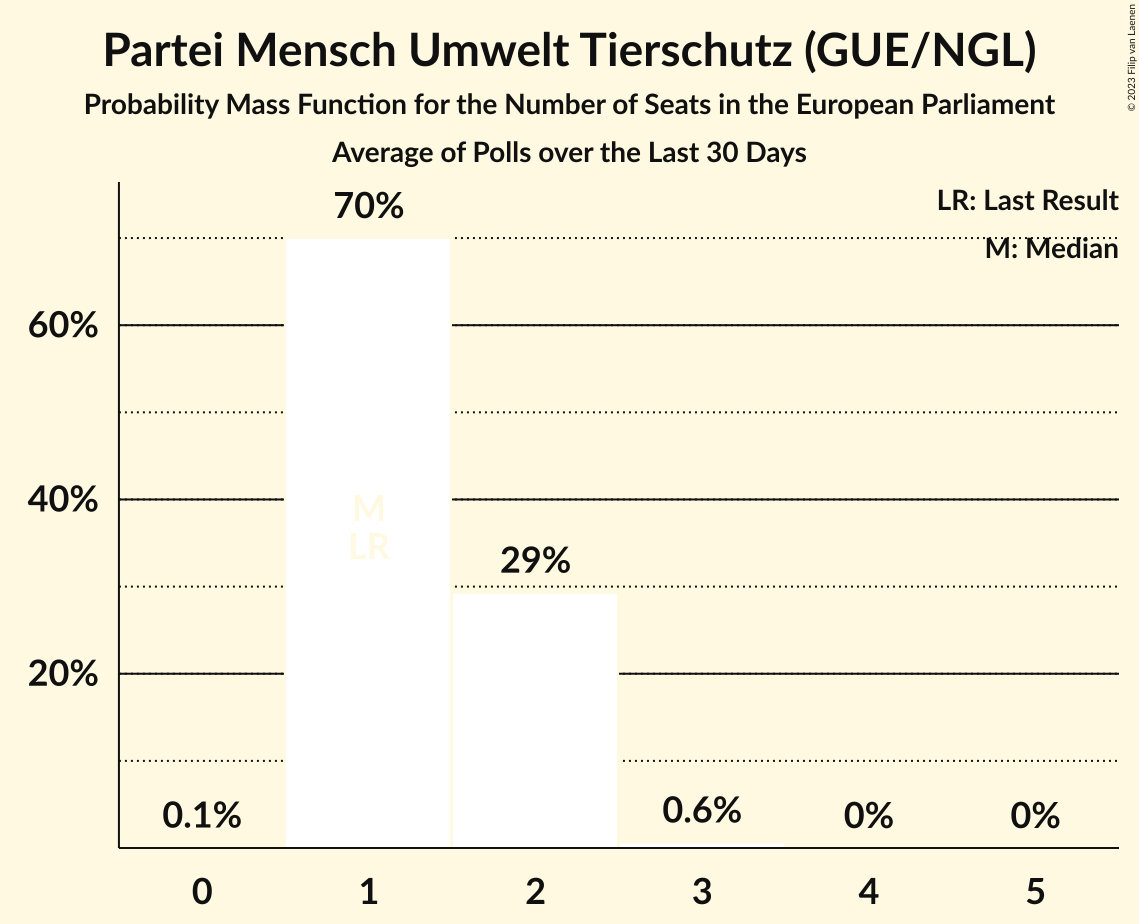 Partei Mensch Umwelt Tierschutz (GUE/NGL)
Probability Mass Function for the Number of Seats in the European Parliament
Average of Polls over the Last 30 Days
© 2023 Filip van Laenen
LR: Last Result
M: Median
70%
60%
40%
M
LR
29%
20%
0.1%
0.6%
0%
0%
0 1 2 3 4 5